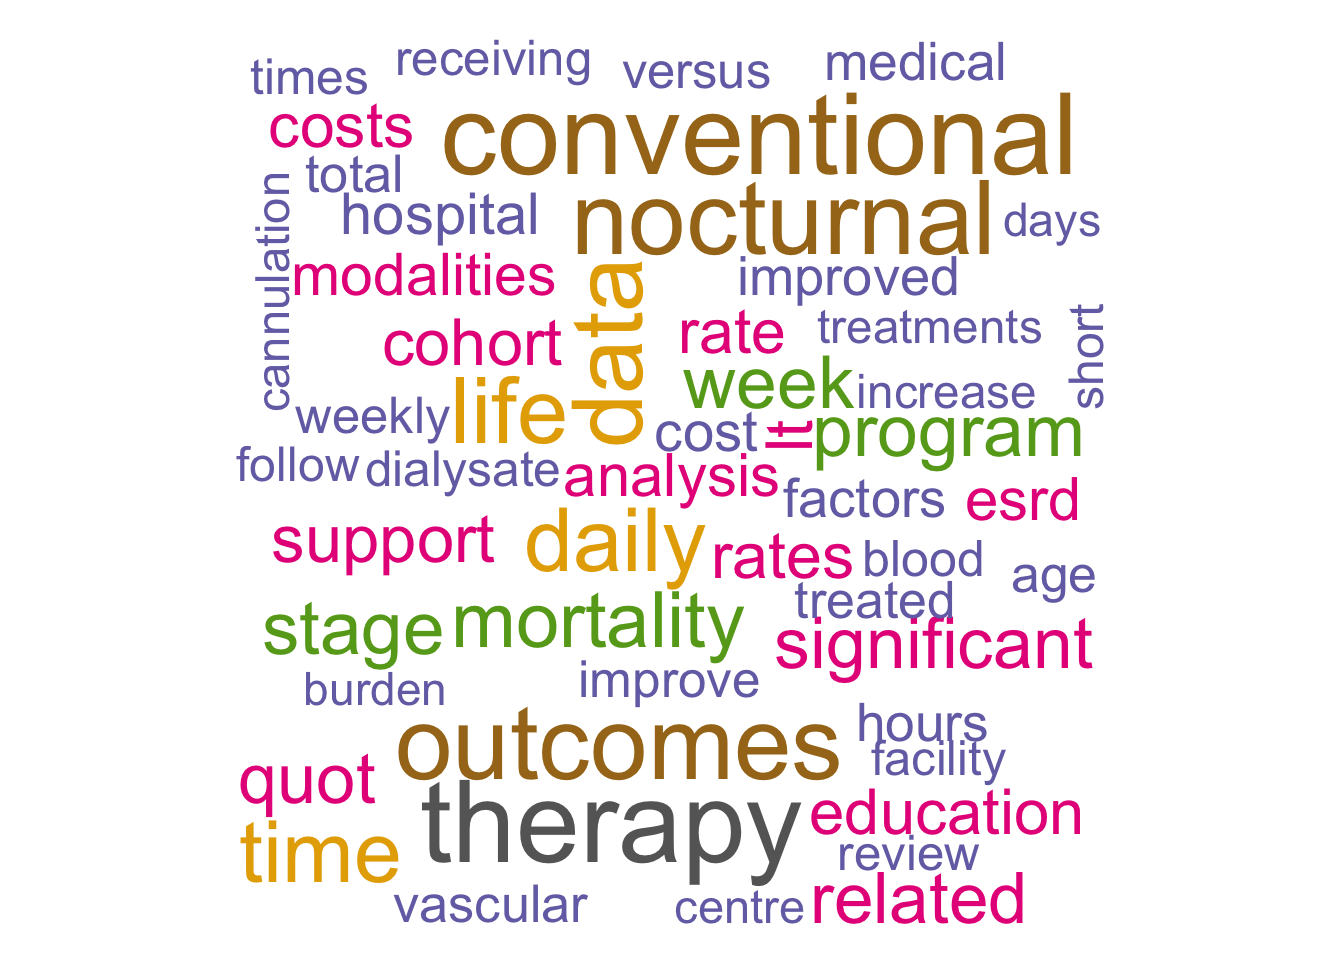 times receiving versus medical
costs conventional
total
hospital nocturnal days
cannulation
modalities data improved
cohort rate treatments short
life week increase
weekly cost lt program
follow dialysate analysis factors esrd
support daily rates blood age
treated
stage mortality significant
burden improve
outcomes hours
facility
quot therapy education
time review
vascular centre related